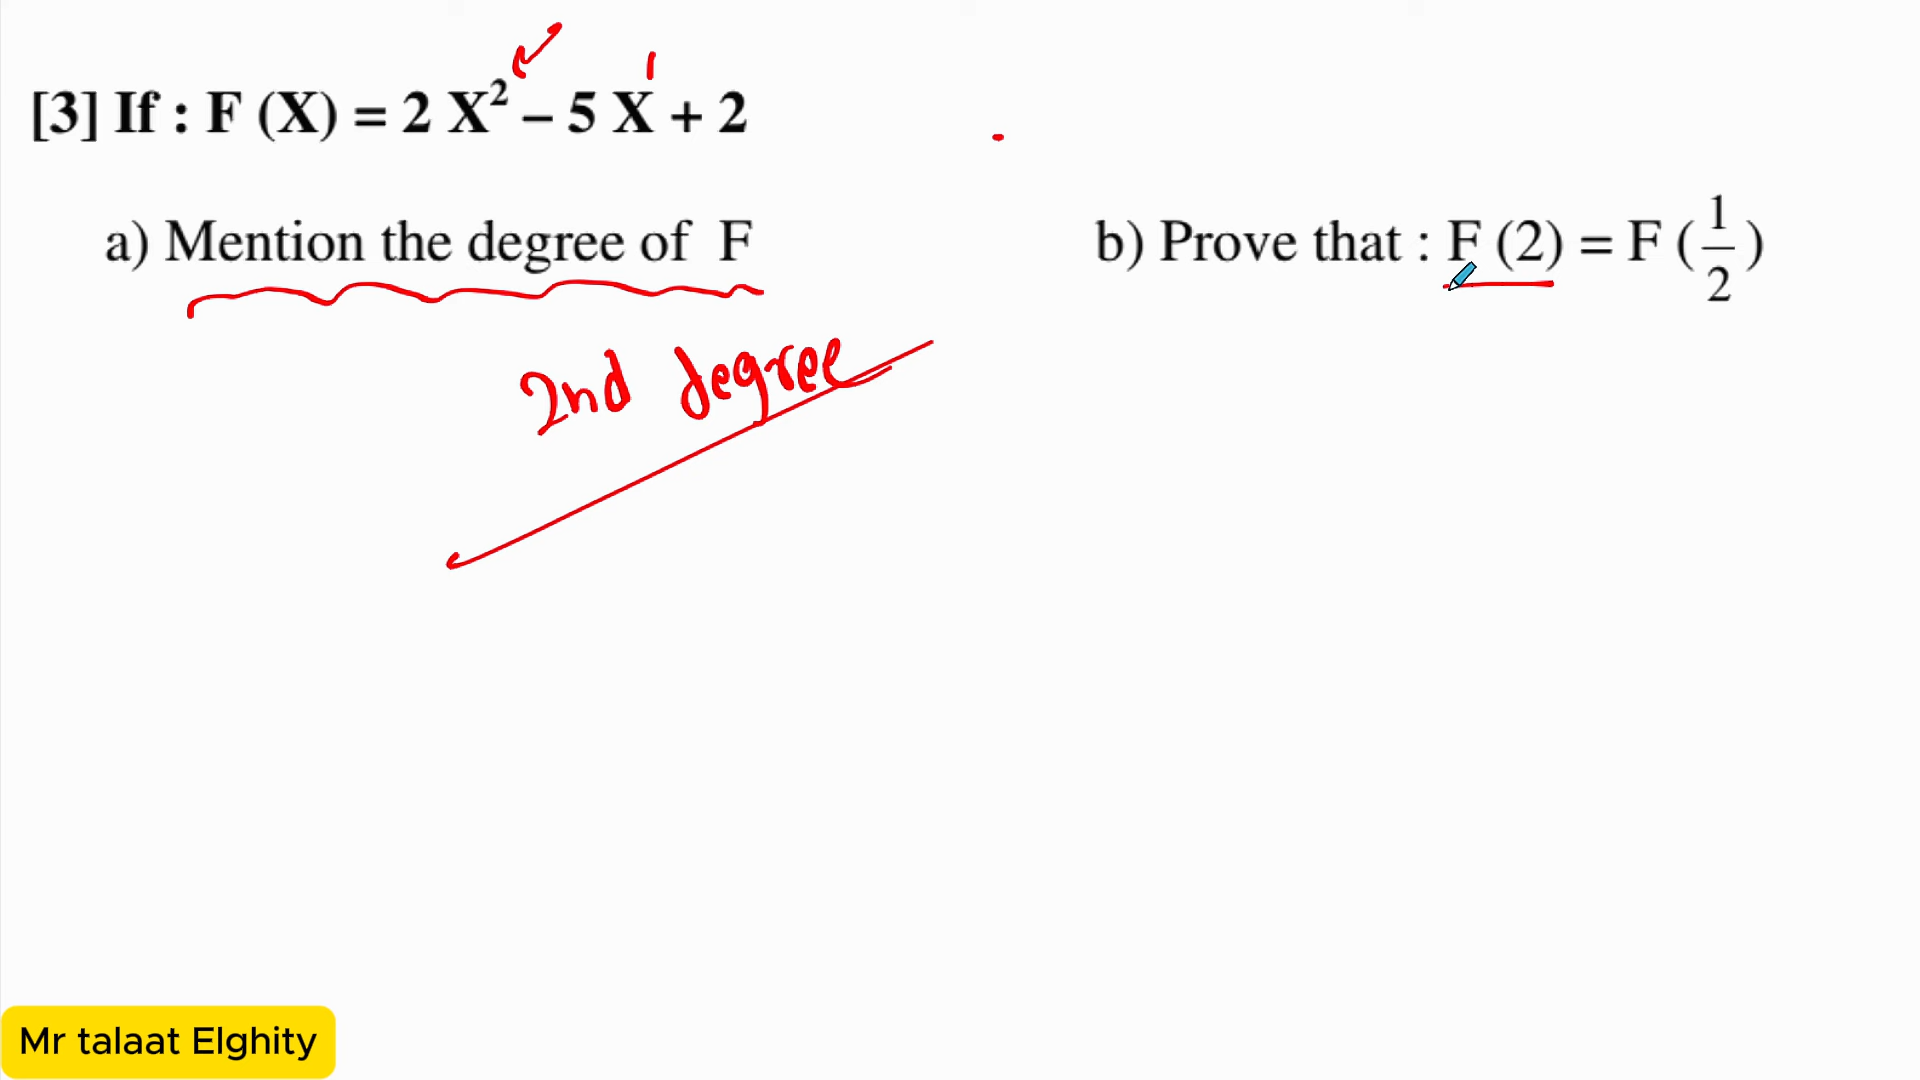 [3] If : F (X) = 2 X² – 5 X¹ + 2
a) Mention the degree of F
b) Prove that : F (2) = F (1/2)
2nd degree
Mr talaat Elghity